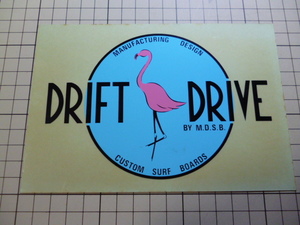 MANUFACTURING DESIGN
DRIFT DRIVE
BY M.D.S.B.
CUSTOM SURF BOARDS